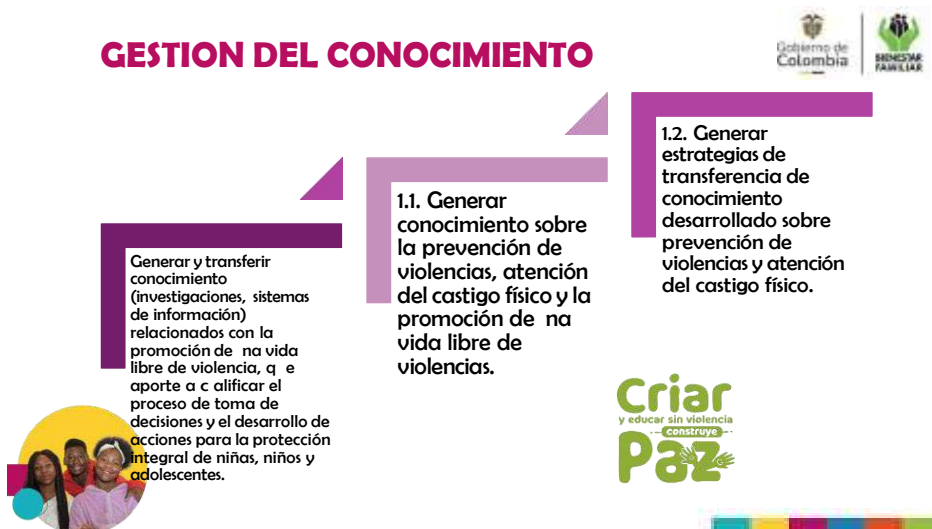 GESTION DEL CONOCIMIENTO
Gobierno de
Colombia
BIENESTAR
FAMILIAR
Generar y transferir
conocimiento
(investigaciones, sistemas
de información)
relacionados con la
promoción de na vida
libre de violencia, q e
aporte a c alificar el
proceso de toma de
decisiones y el desarrollo de
acciones para la protección
integral de niñas, niños y
adolescentes.
1.1. Generar
conocimiento sobre
la prevención de
violencias, atención
del castigo físico y la
promoción de na
vida libre de
violencias.
1.2. Generar
estrategias de
transferencia de
conocimiento
desarrollado sobre
prevención de
violencias y atención
del castigo físico.
Criar
y educar sin violencia
construye
Paz